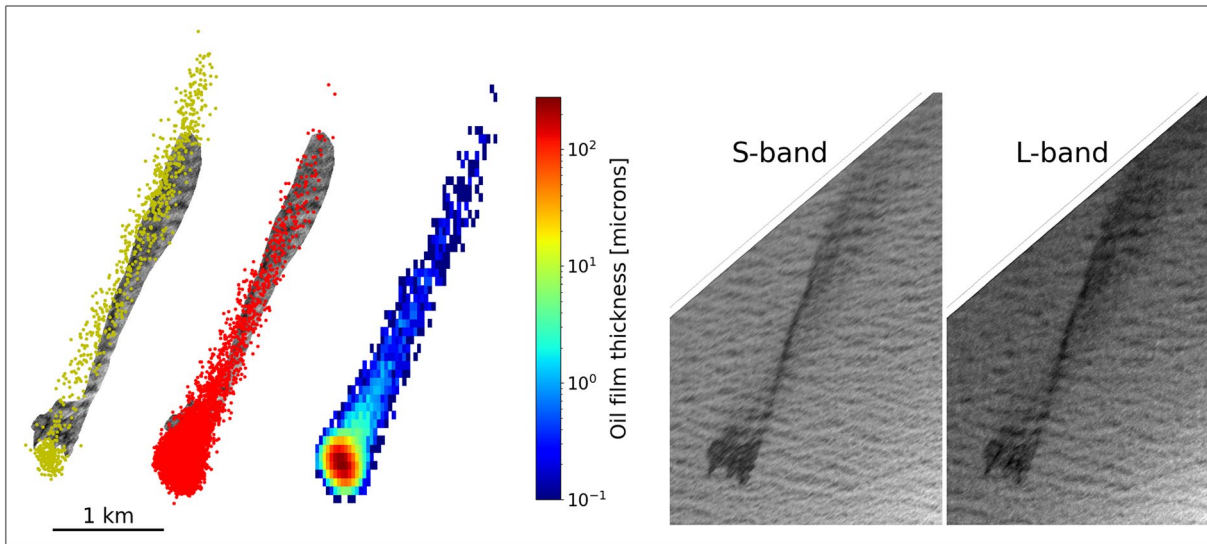 1 km
10²
10¹
10⁰
10⁻¹
Oil film thickness [microns]
S-band
L-band